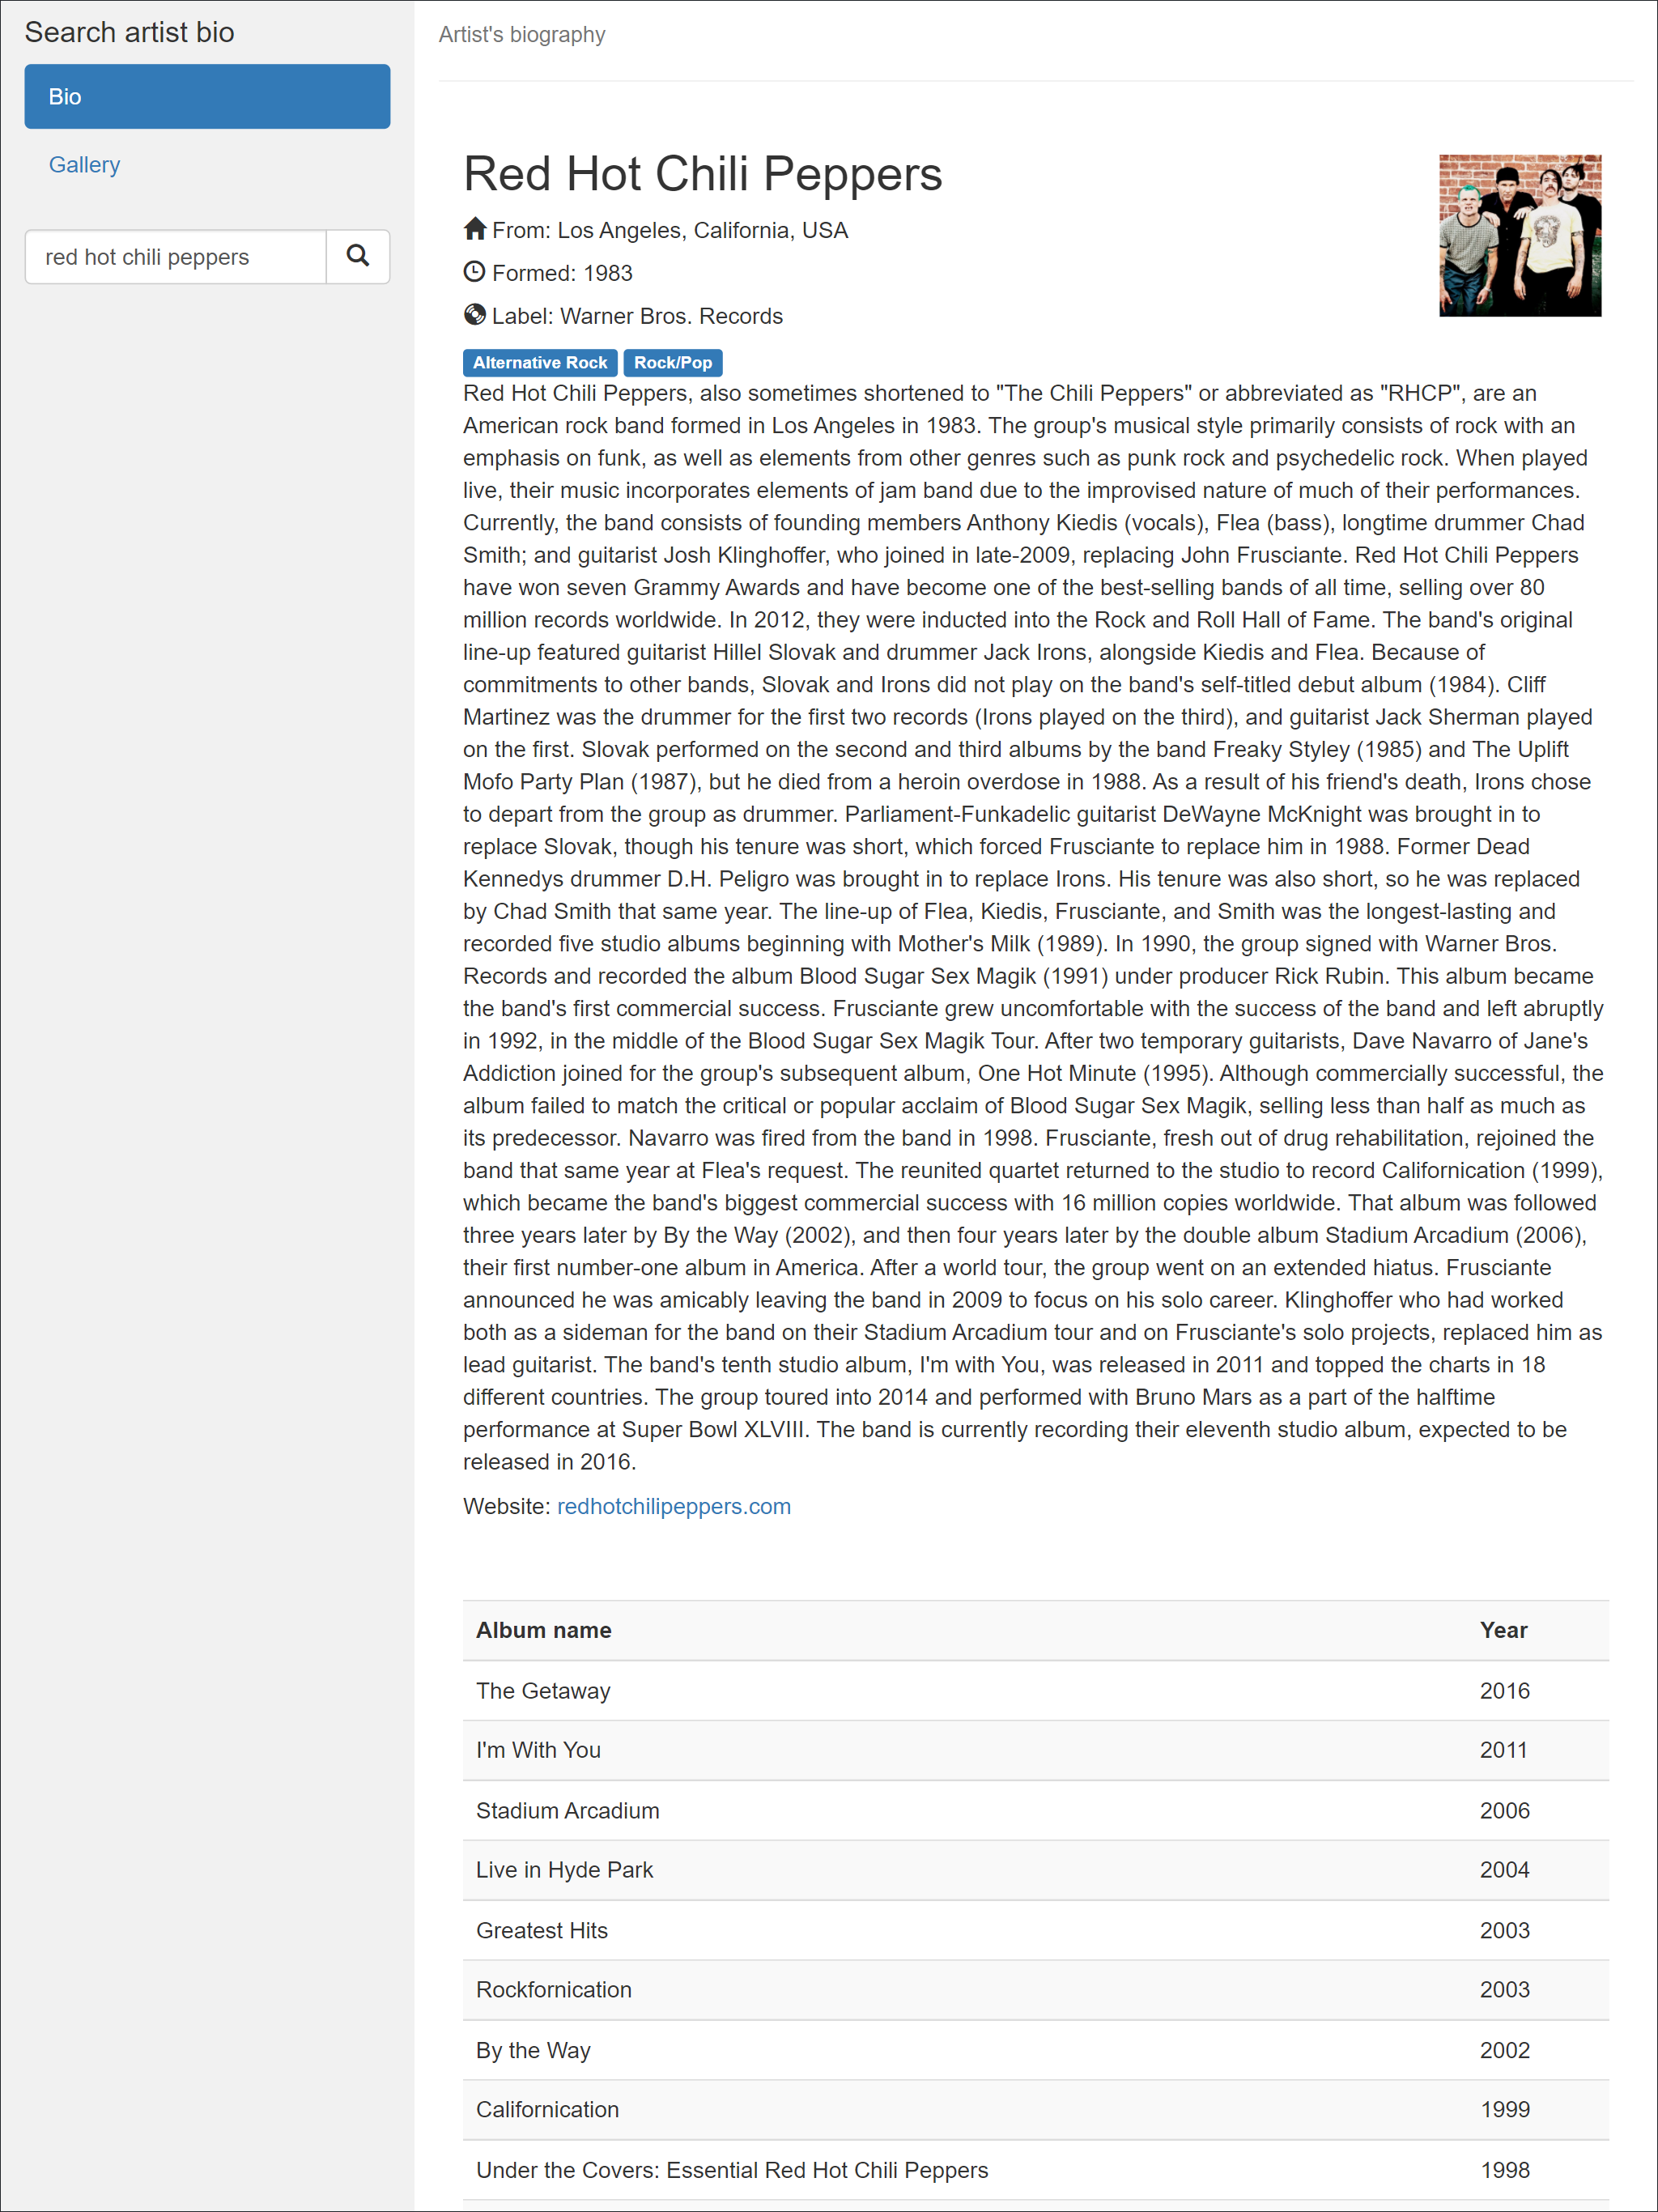 Search artist bio
Bio
Gallery
red hot chili peppers
Artist's biography
Red Hot Chili Peppers
From: Los Angeles, California, USA
Formed: 1983
Label: Warner Bros. Records
Alternative Rock Rock/Pop
Red Hot Chili Peppers, also sometimes shortened to "The Chili Peppers" or abbreviated as "RHCP", are an
American rock band formed in Los Angeles in 1983. The group's musical style primarily consists of rock with an
emphasis on funk, as well as elements from other genres such as punk rock and psychedelic rock. When played
live, their music incorporates elements of jam band due to the improvised nature of much of their performances.
Currently, the band consists of founding members Anthony Kiedis (vocals), Flea (bass), longtime drummer Chad
Smith; and guitarist Josh Klinghoffer, who joined in late-2009, replacing John Frusciante. Red Hot Chili Peppers
have won seven Grammy Awards and have become one of the best-selling bands of all time, selling over 80
million records worldwide. In 2012, they were inducted into the Rock and Roll Hall of Fame. The band's original
line-up featured guitarist Hillel Slovak and drummer Jack Irons, alongside Kiedis and Flea. Because of
commitments to other bands, Slovak and Irons did not play on the band's self-titled debut album (1984). Cliff
Martinez was the drummer for the first two records (Irons played on the third), and guitarist Jack Sherman played
on the first. Slovak performed on the second and third albums by the band Freaky Styley (1985) and The Uplift
Mofo Party Plan (1987), but he died from a heroin overdose in 1988. As a result of his friend's death, Irons chose
to depart from the group as drummer. Parliament-Funkadelic guitarist DeWayne McKnight was brought in to
replace Slovak, though his tenure was short, which forced Frusciante to replace him in 1988. Former Dead
Kennedys drummer D.H. Peligro was brought in to replace Irons. His tenure was also short, so he was replaced
by Chad Smith that same year. The line-up of Flea, Kiedis, Frusciante, and Smith was the longest-lasting and
recorded five studio albums beginning with Mother's Milk (1989). In 1990, the group signed with Warner Bros.
Records and recorded the album Blood Sugar Sex Magik (1991) under producer Rick Rubin. This album became
the band's first commercial success. Frusciante grew uncomfortable with the success of the band and left abruptly
in 1992, in the middle of the Blood Sugar Sex Magik Tour. After two temporary guitarists, Dave Navarro of Jane's
Addiction joined for the group's subsequent album, One Hot Minute (1995). Although commercially successful, the
album failed to match the critical or popular acclaim of Blood Sugar Sex Magik, selling less than half as much as
its predecessor. Navarro was fired from the band in 1998. Frusciante, fresh out of drug rehabilitation, rejoined the
band that same year at Flea's request. The reunited quartet returned to the studio to record Californication (1999),
which became the band's biggest commercial success with 16 million copies worldwide. That album was followed
three years later by By the Way (2002), and then four years later by the double album Stadium Arcadium (2006),
their first number-one album in America. After a world tour, the group went on an extended hiatus. Frusciante
announced he was amicably leaving the band in 2009 to focus on his solo career. Klinghoffer who had worked
both as a sideman for the band on their Stadium Arcadium tour and on Frusciante's solo projects, replaced him as
lead guitarist. The band's tenth studio album, I'm with You, was released in 2011 and topped the charts in 18
different countries. The group toured into 2014 and performed with Bruno Mars as a part of the halftime
performance at Super Bowl XLVIII. The band is currently recording their eleventh studio album, expected to be
released in 2016.
Website: redhotchilipeppers.com
Album name Year
The Getaway 2016
I'm With You 2011
Stadium Arcadium 2006
Live in Hyde Park 2004
Greatest Hits 2003
Rockfornication 2003
By the Way 2002
Californication 1999
Under the Covers: Essential Red Hot Chili Peppers 1998